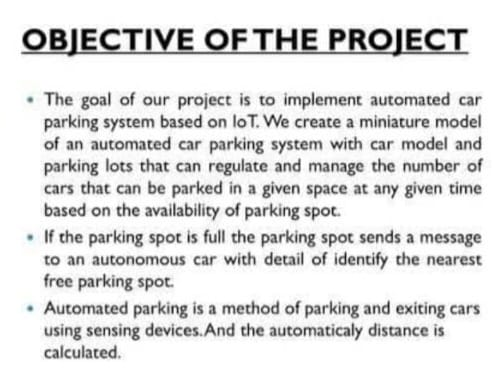 OBJECTIVE OF THE PROJECT
• The goal of our project is to implement automated car
parking system based on IoT. We create a miniature model
of an automated car parking system with car model and
parking lots that can regulate and manage the number of
cars that can be parked in a given space at any given time
based on the availability of parking spot.
• If the parking spot is full the parking spot sends a message
to an autonomous car with detail of identify the nearest
free parking spot.
• Automated parking is a method of parking and exiting cars
using sensing devices.And the automaticaly distance is
calculated.